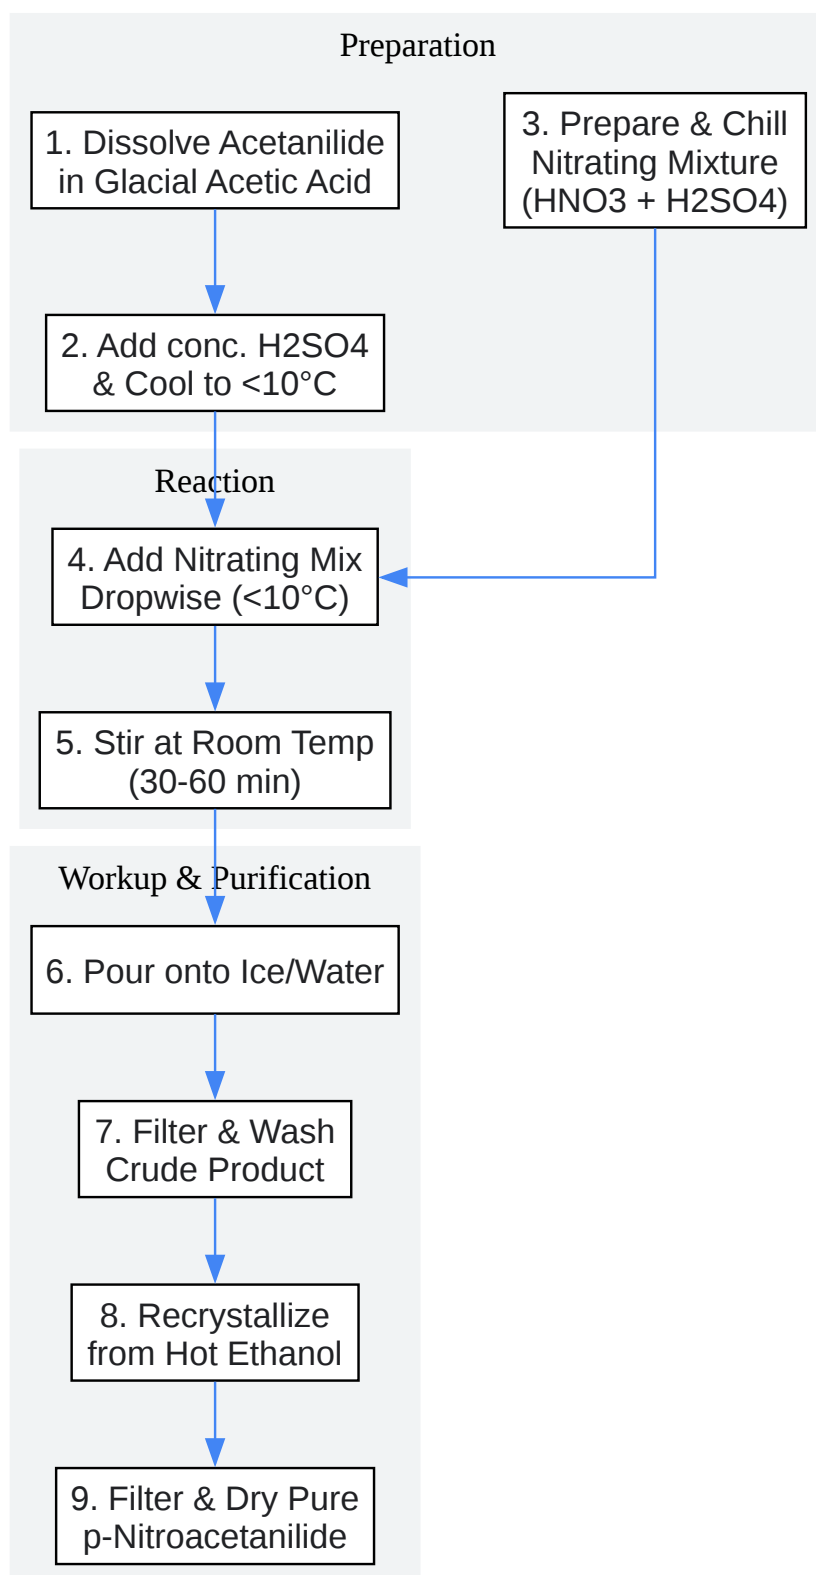 Preparation
1. Dissolve Acetanilide
in Glacial Acetic Acid
3. Prepare & Chill
Nitrating Mixture
(HNO3 + H2SO4)
2. Add conc. H2SO4
& Cool to <10°C
Reaction
4. Add Nitrating Mix
Dropwise (<10°C)
5. Stir at Room Temp
(30-60 min)
Workup & Purification
6. Pour onto Ice/Water
7. Filter & Wash
Crude Product
8. Recrystallize
from Hot Ethanol
9. Filter & Dry Pure
p-Nitroacetanilide